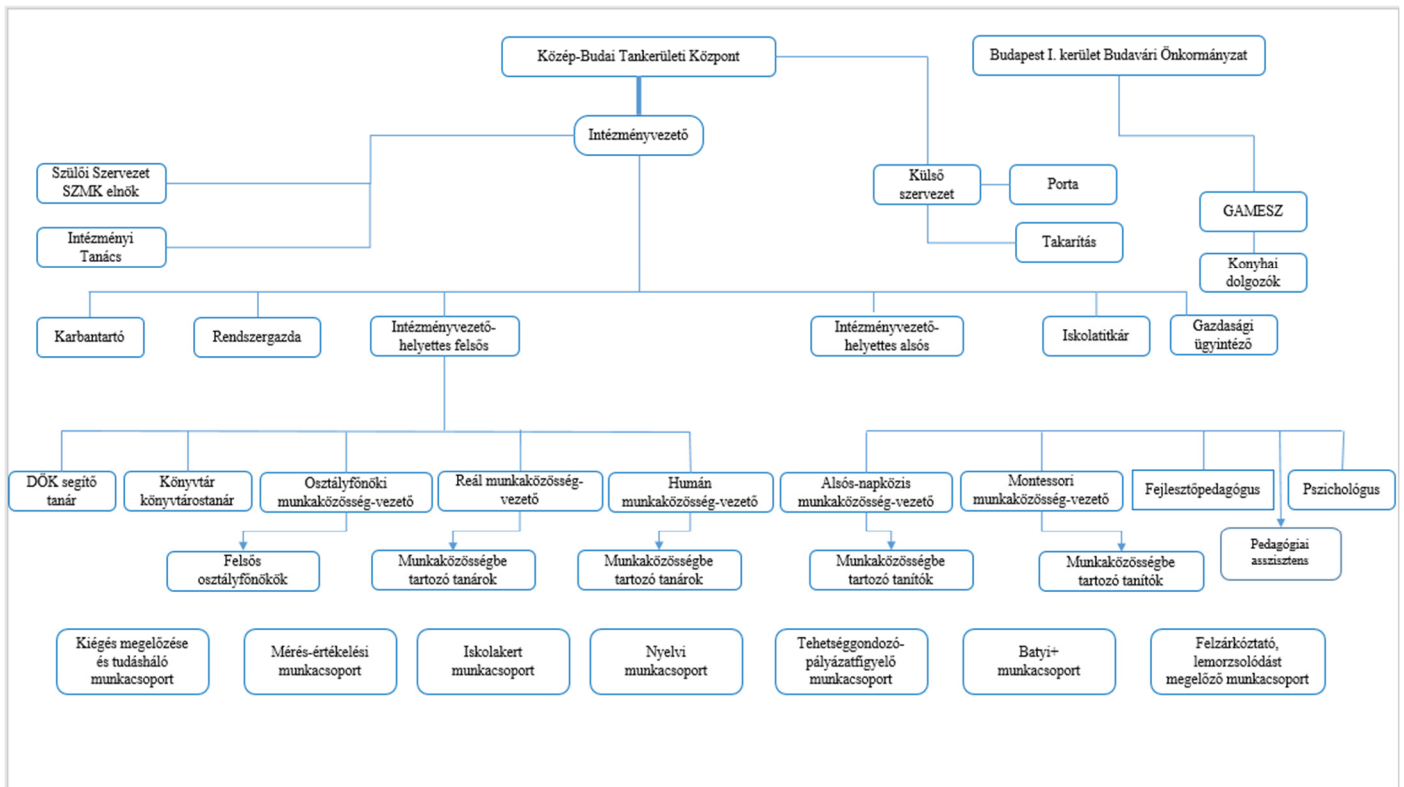 Közép-Budai Tankerületi Központ
Budapest I. kerület Budavári Önkormányzat
Intézményvezető
Szülői Szervezet
SZMK elnök
Külső
szervezet
Porta
GAMESZ
Intézményi
Tanács
Takarítás
Konyhai
dolgozók
Karbantartó
Rendszergazda
Intézményvezető-
helyettes felsős
Intézményvezető-
helyettes alsós
Iskolatitkár
Gazdasági
ügyintéző
DÖK segítő
tanár
Könyvtár
könyvtárostanár
Osztályfőnöki
munkaközösség-vezető
Reál munkaközösség-
vezető
Humán
munkaközösség-vezető
Alsós-napközis
munkaközösség-vezető
Montessori
munkaközösség-vezető
Fejlesztőpedagógus
Pszichológus
Felsős
osztályfőnökök
Munkaközösségbe
tartozó tanárok
Munkaközösségbe
tartozó tanárok
Munkaközösségbe
tartozó tanítók
Munkaközösségbe
tartozó tanítók
Pedagógiai
asszisztens
Kiégés megelőzése
és tudásháló
munkacsoport
Mérés-értékelési
munkacsoport
Iskolakert
munkacsoport
Nyelvi
munkacsoport
Tehetséggondozó-
pályázatfigyelő
munkacsoport
Batyi+
munkacsoport
Felzárkóztató,
lemorzsolódást
megelőző munkacsoport